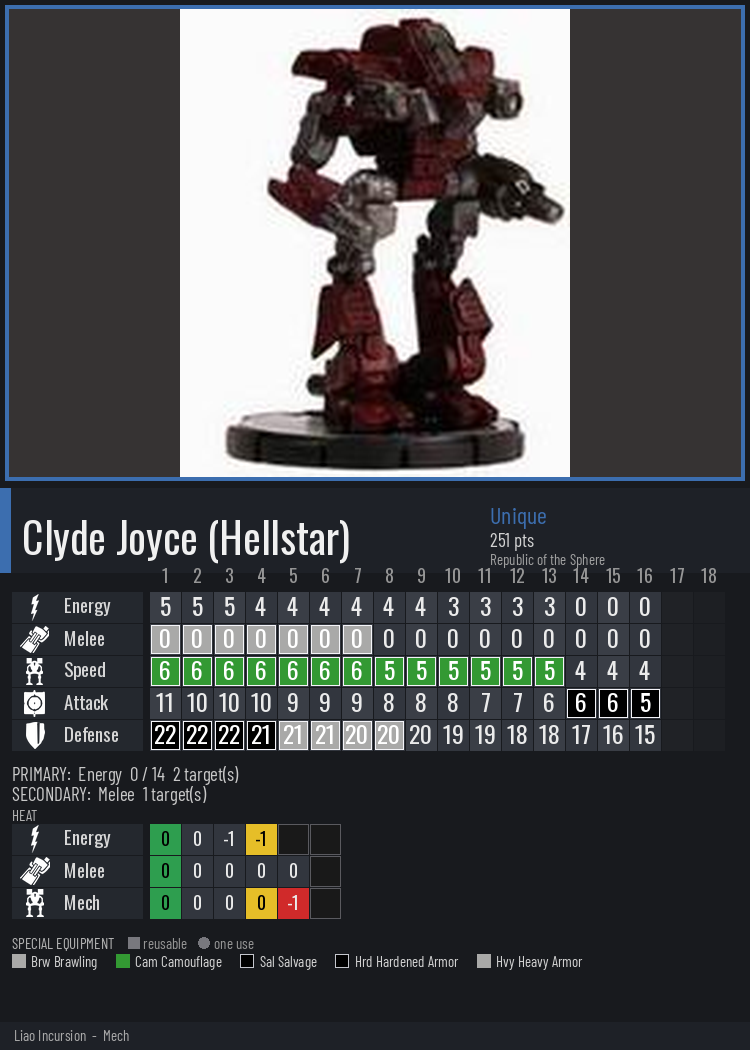 Clyde Joyce (Hellstar)
Unique
251 pts
Republic of the Sphere
1 2 3 4 5 6 7 8 9 10 11 12 13 14 15 16 17 18
Energy 5 5 5 4 4 4 4 4 4 3 3 3 3 0 0 0
Melee 0 0 0 0 0 0 0 0 0 0 0 0 0 0 0 0
Speed 6 6 6 6 6 6 6 5 5 5 5 5 5 4 4 4
Attack 11 10 10 10 9 9 9 8 8 8 7 7 6 6 6 5
Defense 22 22 22 21 21 21 20 20 20 19 19 18 18 17 16 15
PRIMARY: Energy 0 / 14 2 target(s)
SECONDARY: Melee 1 target(s)
HEAT
Energy 0 0 -1 -1
Melee 0 0 0 0 0
Mech 0 0 0 0 -1
SPECIAL EQUIPMENT reusable one use
Brw Brawling Cam Camouflage Sal Salvage Hrd Hardened Armor Hvy Heavy Armor
Liao Incursion - Mech